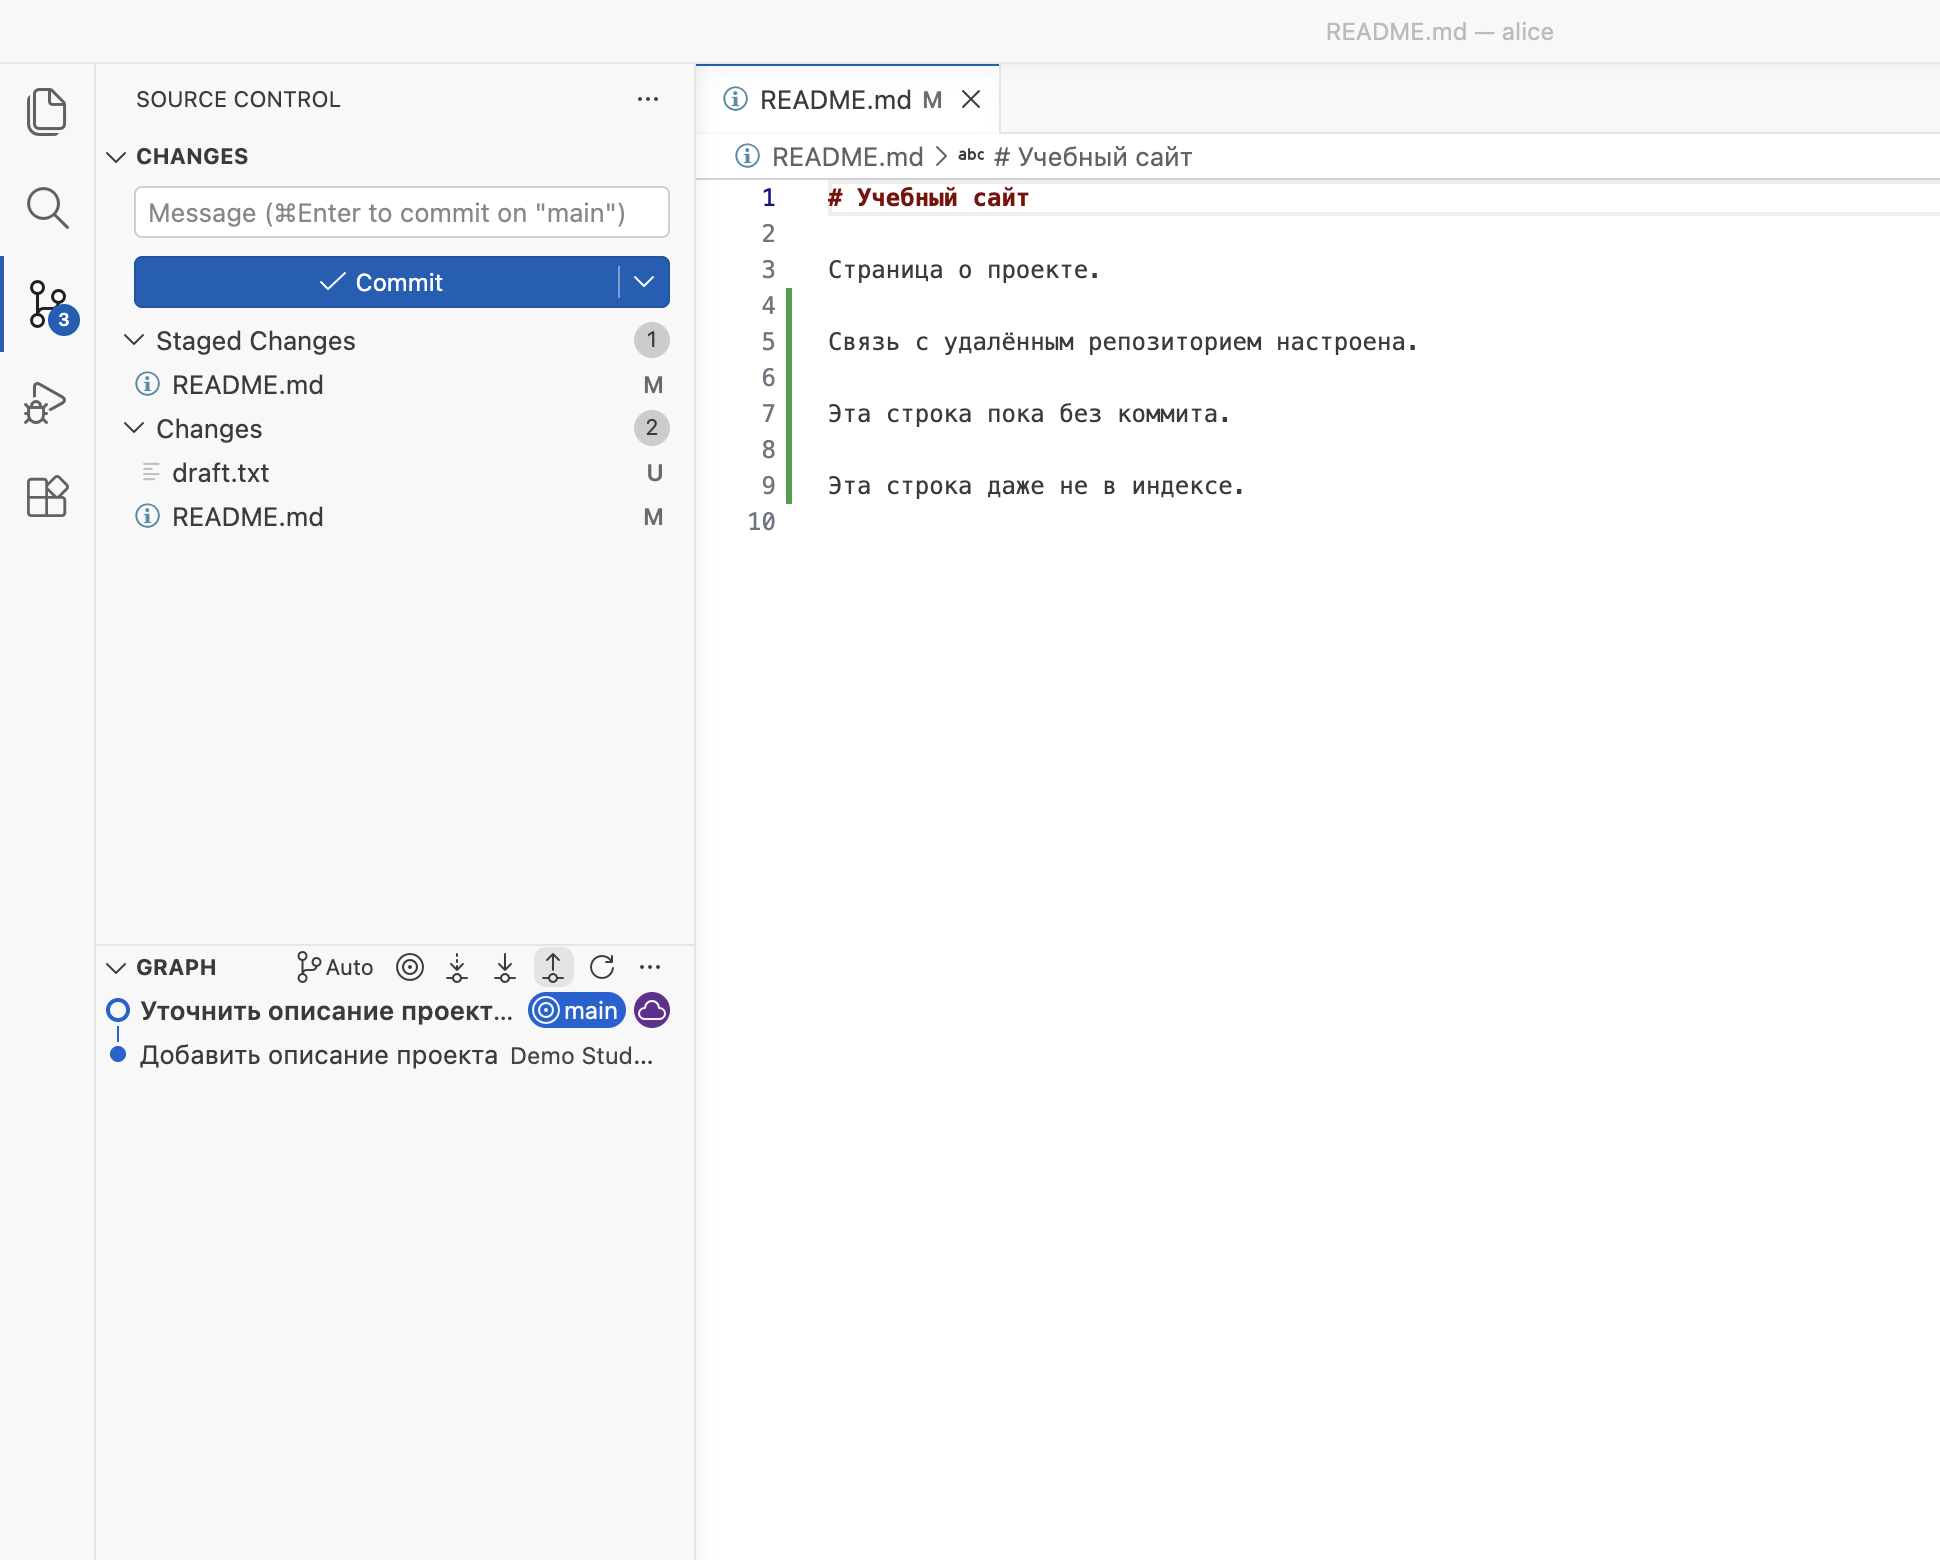 README.md — alice
SOURCE CONTROL
CHANGES
Message (⌘Enter to commit on "main")
Commit
3
Staged Changes 1
README.md M
Changes 2
draft.txt U
README.md M
GRAPH Auto
Уточнить описание проект... main
Добавить описание проекта Demo Stud...
README.md M
README.md > abc # Учебный сайт
1 # Учебный сайт
2
3 Страница о проекте.
4
5 Связь с удалённым репозиторием настроена.
6
7 Эта строка пока без коммита.
8
9 Эта строка даже не в индексе.
10